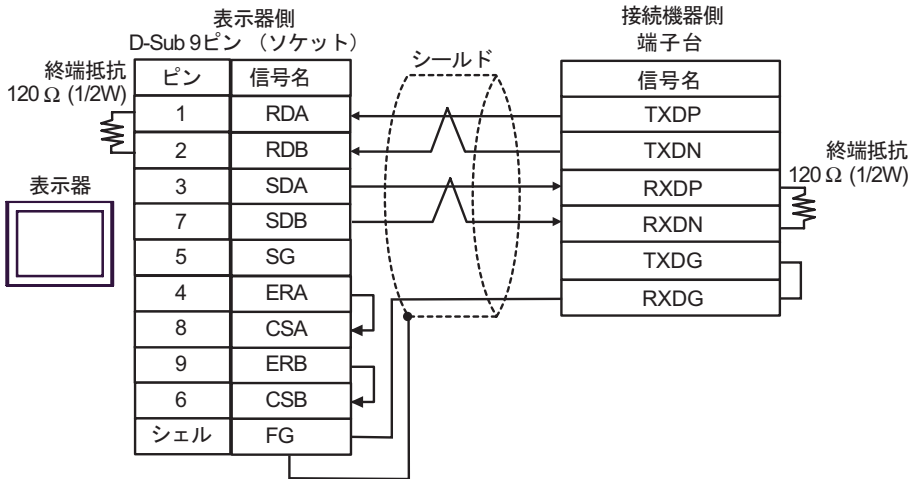 表示器側
D-Sub 9ピン （ソケット）
接続機器側
端子台
シールド
終端抵抗
120 Ω (1/2W)
ピン 信号名
1 RDA
2 RDB
3 SDA
7 SDB
5 SG
4 ERA
8 CSA
9 ERB
6 CSB
シェル FG
表示器
信号名
TXDP
TXDN
RXDP
RXDN
TXDG
RXDG
終端抵抗
120 Ω (1/2W)